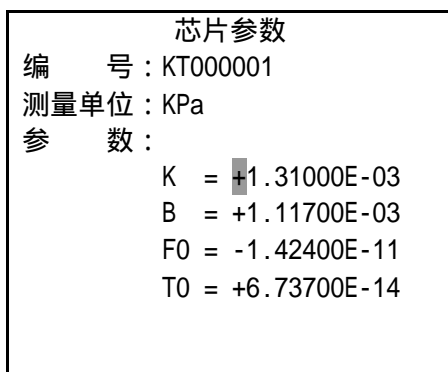 芯片参数
编 号：KT000001
测量单位：KPa
参 数：
K = +1.31000E-03
B = +1.11700E-03
F0 = -1.42400E-11
T0 = +6.73700E-14